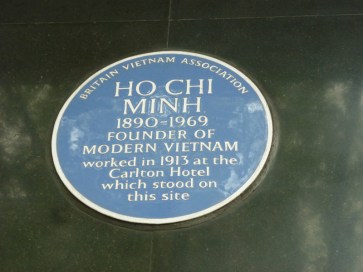 BRITAIN VIETNAM ASSOCIATION
HO CHI
MINH
1890-1969
FOUNDER OF
MODERN VIETNAM
worked in 1913 at the
Carlton Hotel
which stood on
this site